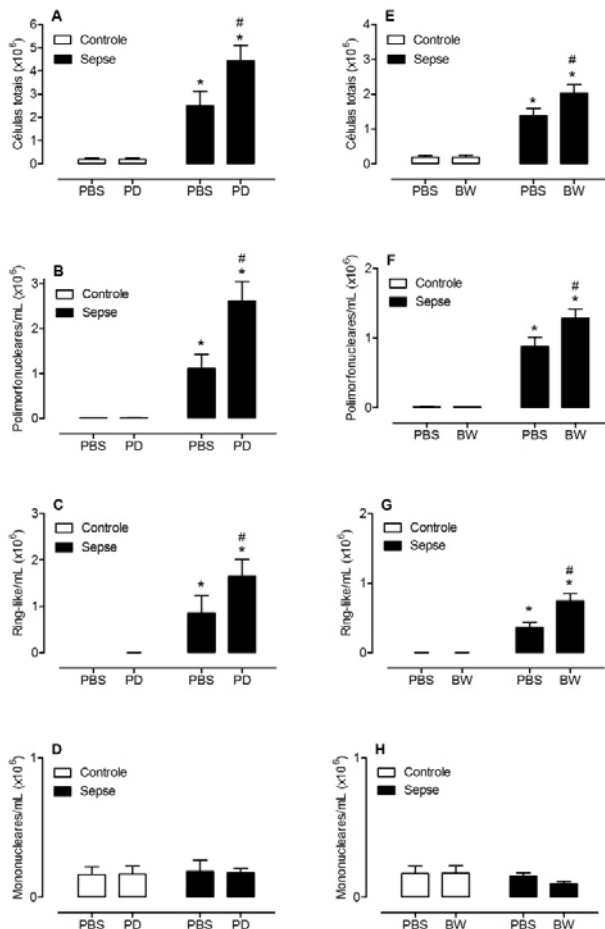 A
Células totais (x10⁶)
6
5
4
3
2
1
0
Controle
Sepse
*
#
*
PBS PD PBS PD
E
Células totais (x10⁶)
4
3
2
1
0
Controle
Sepse
*
#
*
PBS BW PBS BW
B
Polimorfonucleares/mL (x10⁶)
3
2
1
0
Controle
Sepse
*
#
*
PBS PD PBS PD
F
Polimorfonucleares/mL (x10⁶)
2
1
0
Controle
Sepse
*
#
*
PBS BW PBS BW
C
Ring-like/mL (x10⁶)
3
2
1
0
Controle
Sepse
*
#
*
PBS PD PBS PD
G
Ring-like/mL (x10⁶)
2
1
0
Controle
Sepse
*
#
*
PBS BW PBS BW
D
Mononucleares/mL (x10⁶)
1
0
Controle
Sepse
PBS PD PBS PD
H
Mononucleares/mL (x10⁶)
1
0
Controle
Sepse
PBS BW PBS BW